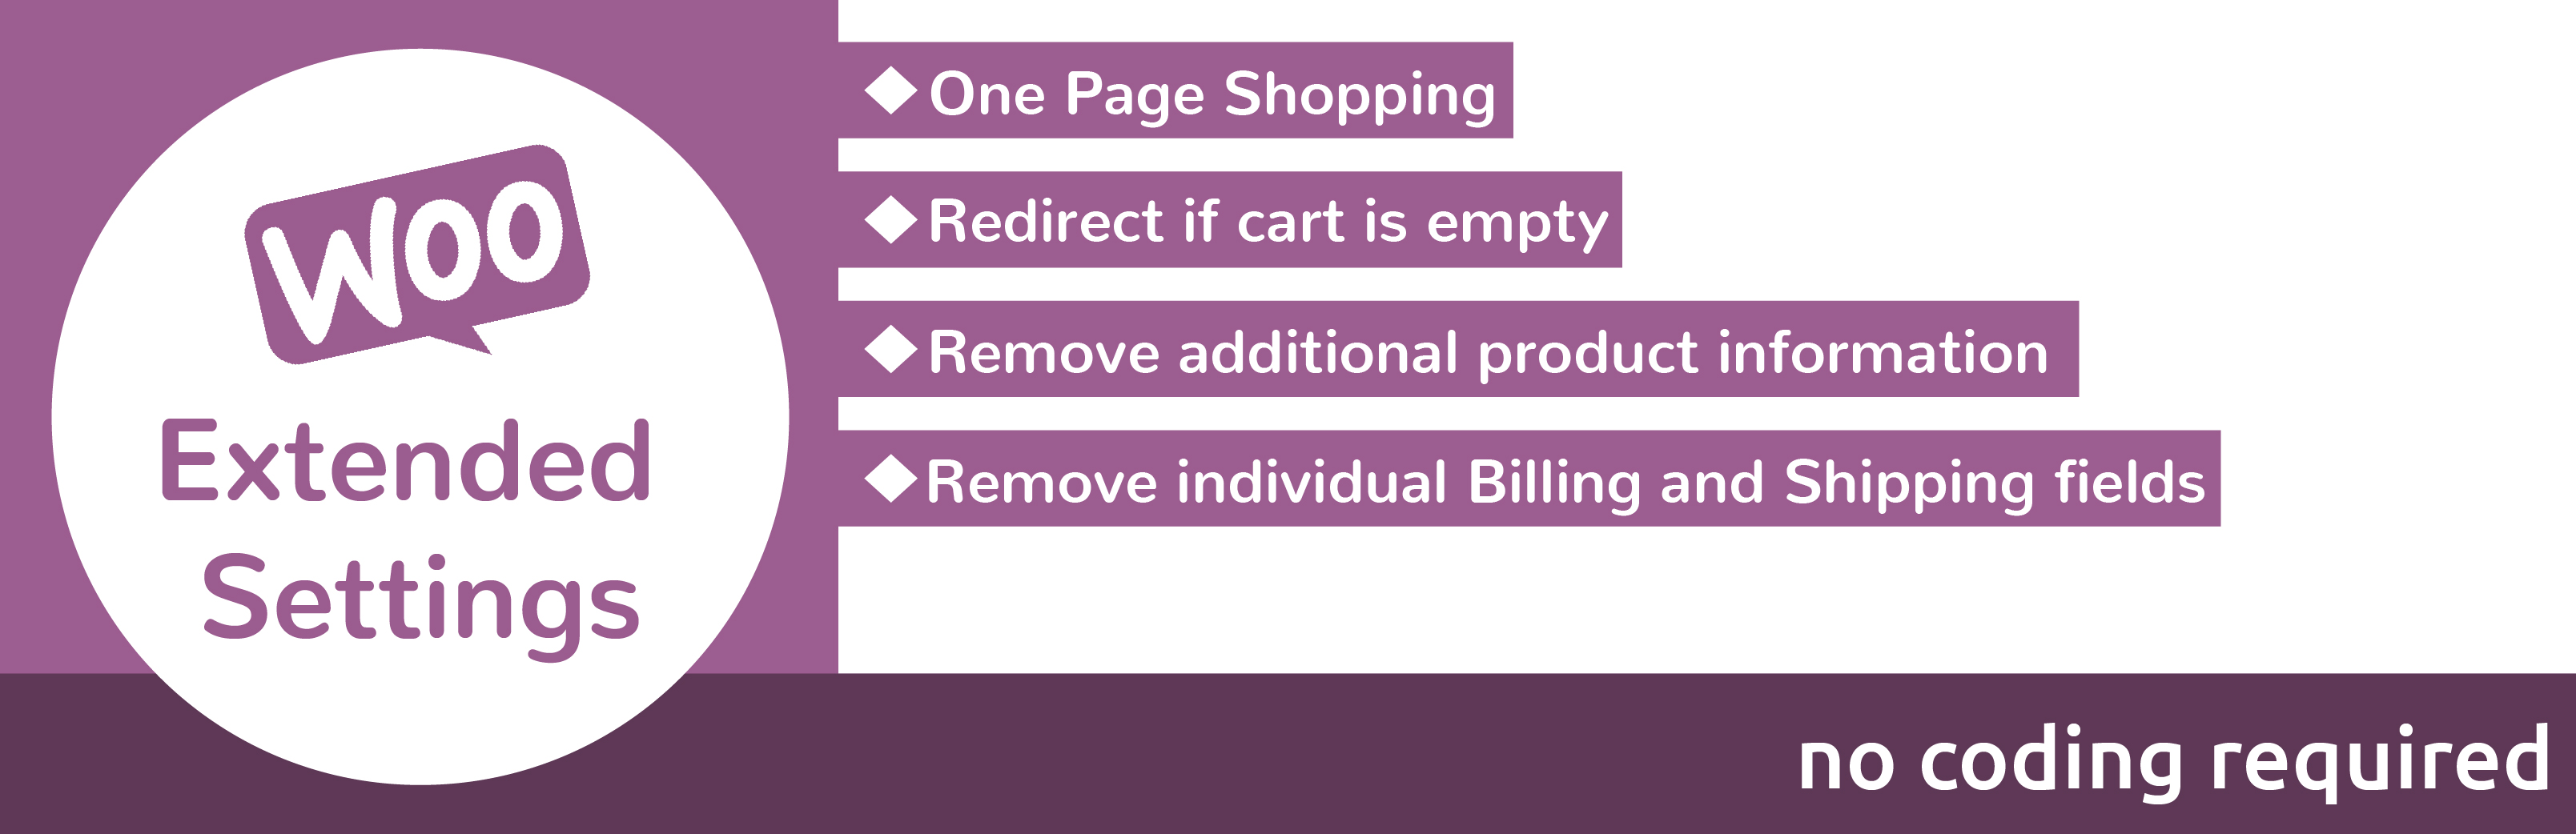 WOO
Extended
Settings
One Page Shopping
Redirect if cart is empty
Remove additional product information
Remove individual Billing and Shipping fields
no coding required